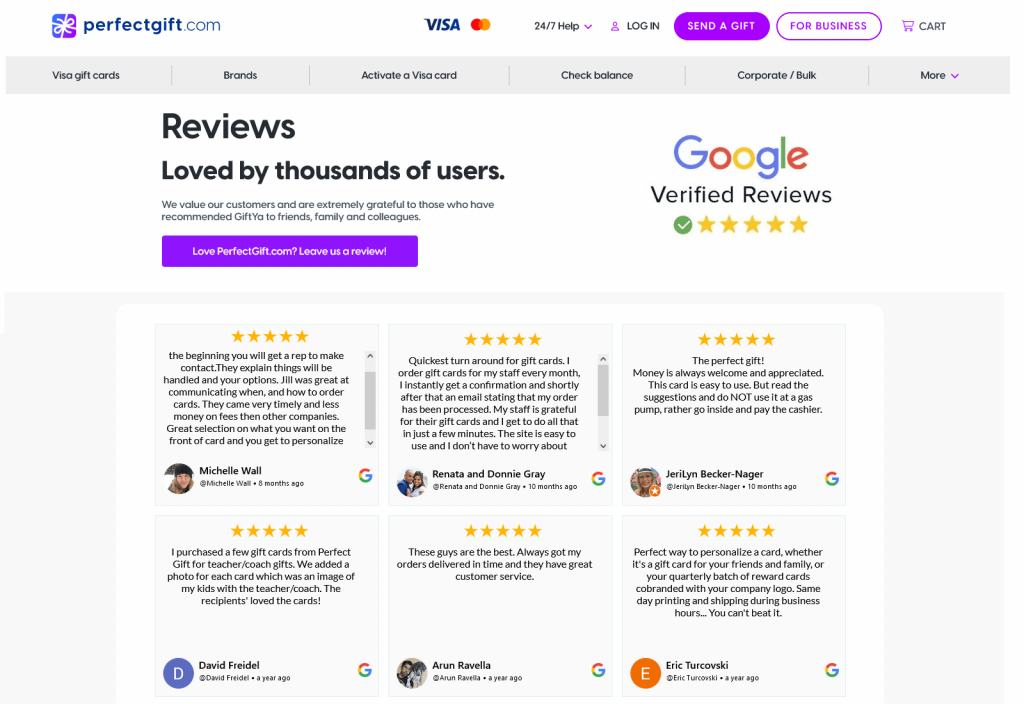 perfectgift.com
VISA
24/7 Help
LOG IN
SEND A GIFT
FOR BUSINESS
CART
Visa gift cards
Brands
Activate a Visa card
Check balance
Corporate / Bulk
More
Reviews
Loved by thousands of users.
We value our customers and are extremely grateful to those who have
recommended GiftYa to friends, family and colleagues.
Love PerfectGift.com? Leave us a review!
Google
Verified Reviews
the beginning you will get a rep to make
contact.They explain things will be
handled and your options. Jill was great at
communicating when, and how to order
cards. They came very timely and less
money on fees then other companies.
Great selection on what you want on the
front of card and you get to personalize
Michelle Wall
@Michelle Wall • 8 months ago
Quickest turn around for gift cards. I
order gift cards for my staff every month,
I instantly get a confirmation and shortly
after that an email stating that my order
has been processed. My staff is grateful
for their gift cards and I get to do all that
in just a few minutes. The site is easy to
use and I don't have to worry about
Renata and Donnie Gray
@Renata and Donnie Gray • 10 months ago
The perfect gift!
Money is always welcome and appreciated.
This card is easy to use. But read the
suggestions and do NOT use it at a gas
pump, rather go inside and pay the cashier.
JeriLyn Becker-Nager
@JeriLyn Becker-Nager • 10 months ago
I purchased a few gift cards from Perfect
Gift for teacher/coach gifts. We added a
photo for each card which was an image of
my kids with the teacher/coach. The
recipients' loved the cards!
D
David Freidel
@David Freidel • a year ago
These guys are the best. Always got my
orders delivered in time and they have great
customer service.
Arun Ravella
@Arun Ravella • a year ago
Perfect way to personalize a card, whether
it's a gift card for your friends and family, or
your quarterly batch of reward cards
cobranded with your company logo. Same
day printing and shipping during business
hours... You can't beat it.
E
Eric Turcovski
@Eric Turcovski • a year ago